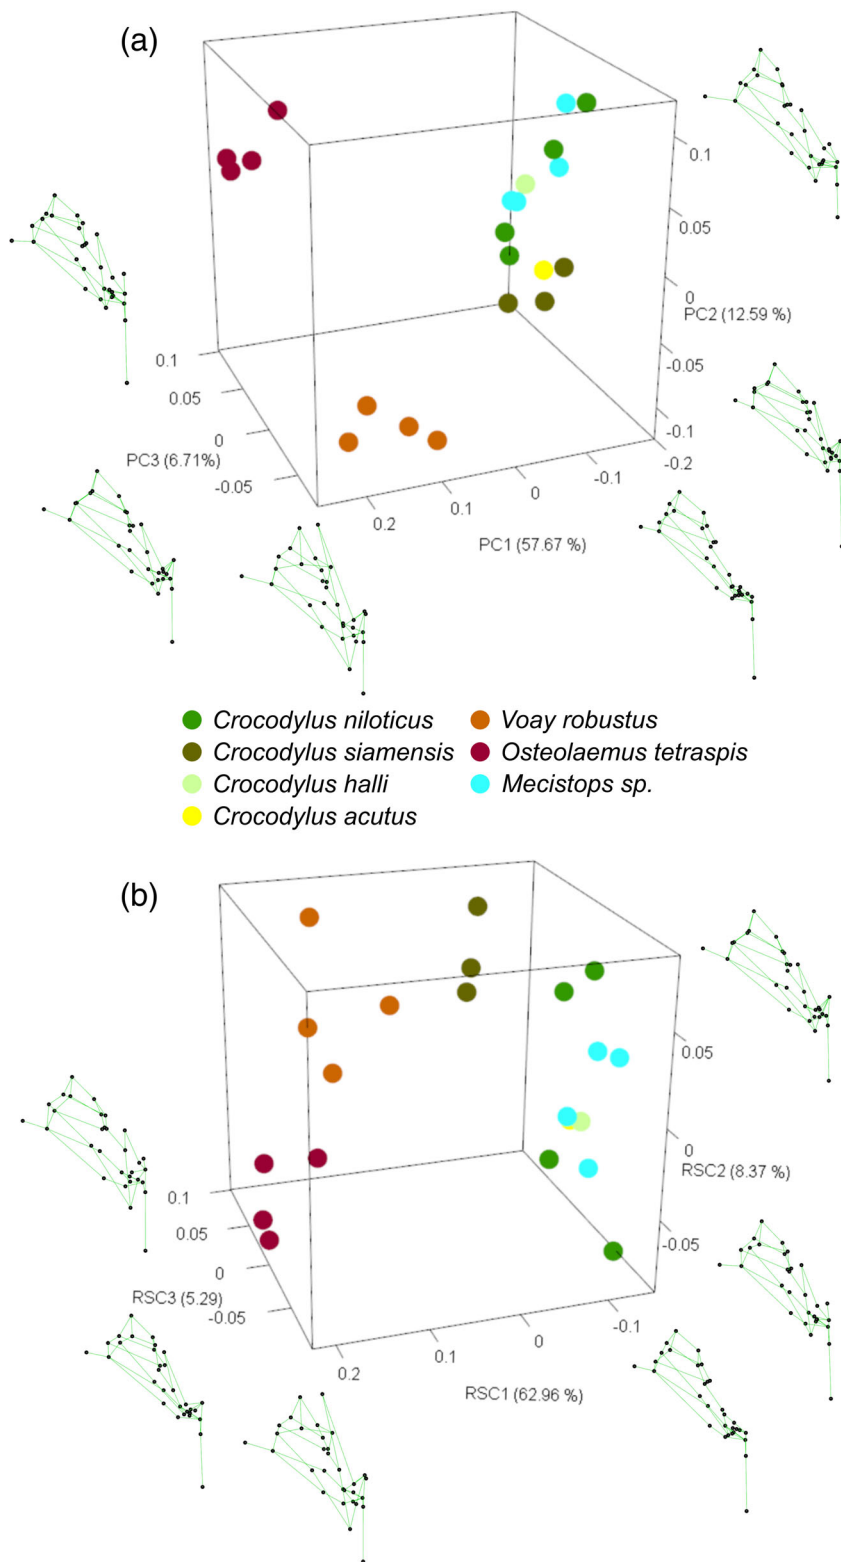 (a)
0.1
0.05
0
PC2 (12.59 %)
-0.05
-0.1
-0.2
0.1
0.05
0
PC3 (6.71%)
-0.05
0.2
0.1
0
-0.1
PC1 (57.67 %)
Crocodylus niloticus
Crocodylus siamensis
Crocodylus halli
Crocodylus acutus
Voay robustus
Osteolaemus tetraspis
Mecistops sp.
(b)
0.05
0
RSC2 (8.37 %)
-0.05
0.1
0.05
0
RSC3 (5.29)
-0.05
0.2
0.1
0
-0.1
RSC1 (62.96 %)